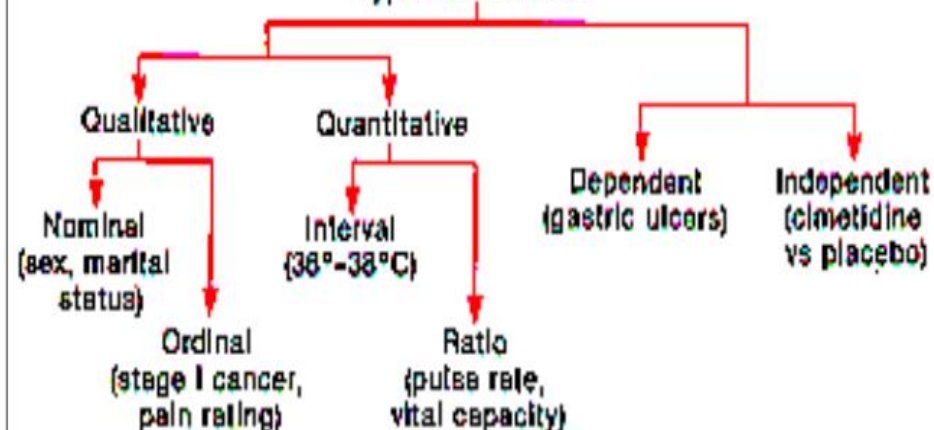 Qualitative
Quantitative
Dependent
(gastric ulcers)
Independent
(cimetidine
vs placebo)
Nominal
(sex, marital
status)
Interval
(36°-38°C)
Ordinal
(stage I cancer,
pain rating)
Ratio
(pulse rate,
vital capacity)